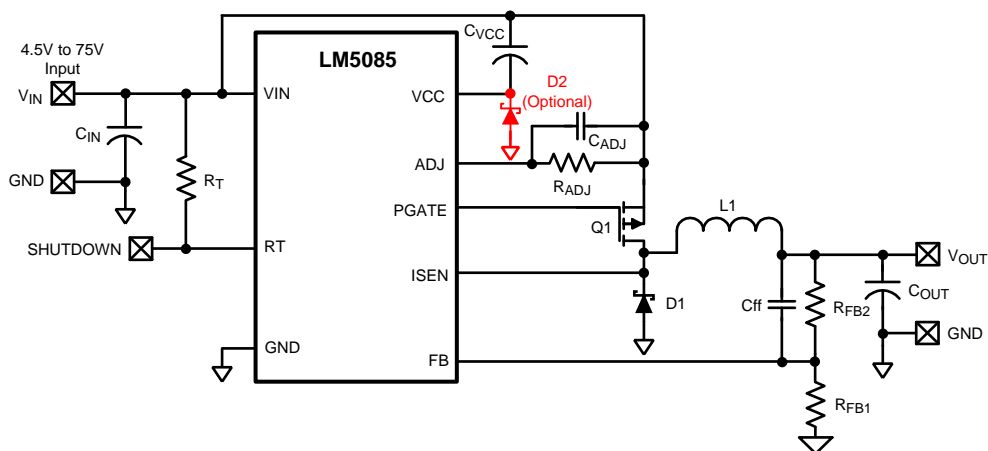 4.5V to 75V
Input
VIN
CIN
GND
RT
SHUTDOWN
LM5085
VIN
RT
GND
VCC
ADJ
PGATE
ISEN
FB
CVCC
D2
(Optional)
CADJ
RADJ
Q1
L1
D1
Cff
RFB2
RFB1
VOUT
COUT
GND